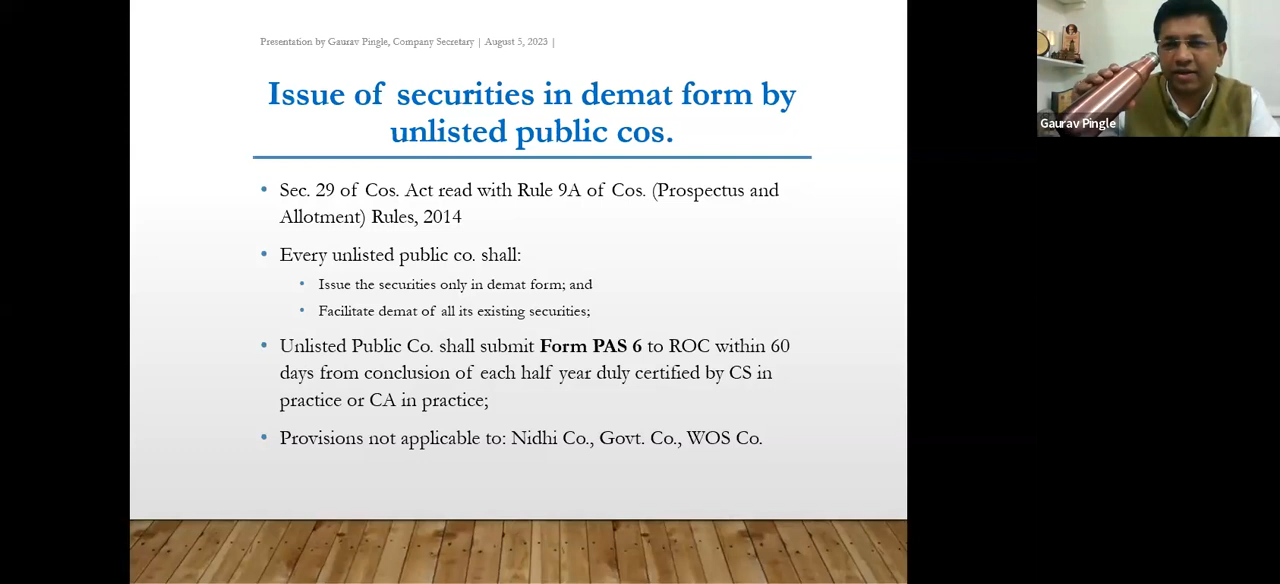 Presentation by Gaurav Pingle, Company Secretary | August 5, 2023 |
Issue of securities in demat form by
unlisted public cos.
• Sec. 29 of Cos. Act read with Rule 9A of Cos. (Prospectus and
Allotment) Rules, 2014
• Every unlisted public co. shall:
• Issue the securities only in demat form; and
• Facilitate demat of all its existing securities;
• Unlisted Public Co. shall submit Form PAS 6 to ROC within 60
days from conclusion of each half year duly certified by CS in
practice or CA in practice;
• Provisions not applicable to: Nidhi Co., Govt. Co., WOS Co.
Gaurav Pingle